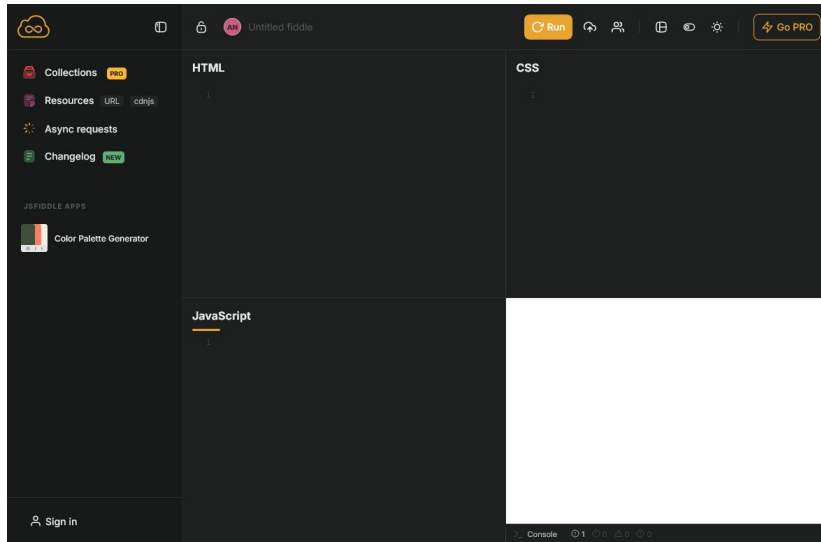 AN Untitled fiddle Run Go PRO
Collections PRO
Resources URL cdnjs
Async requests
Changelog NEW
JSFIDDLE APPS
Color Palette Generator
Sign in
HTML
1
CSS
1
JavaScript
1
>_ Console 1 0 0 0